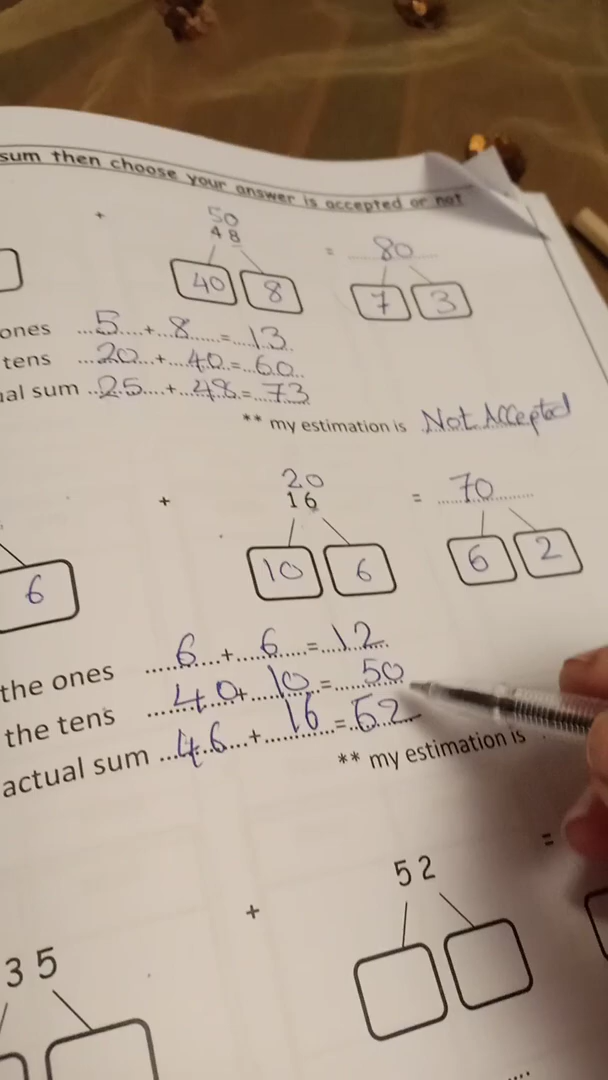 sum then choose your answer is accepted or not
50
+ 48 = 80
40 8 7 3
ones 5 + 8 = 13
tens 20 + 40 = 60
al sum 25 + 48 = 73
** my estimation is Not Accepted
20
+ 16 = 70
6 10 6 6 2
the ones 6 + 6 = 12
the tens 40 + 10 = 50
actual sum 46 + 16 = 62
** my estimation is
35 + 52 =